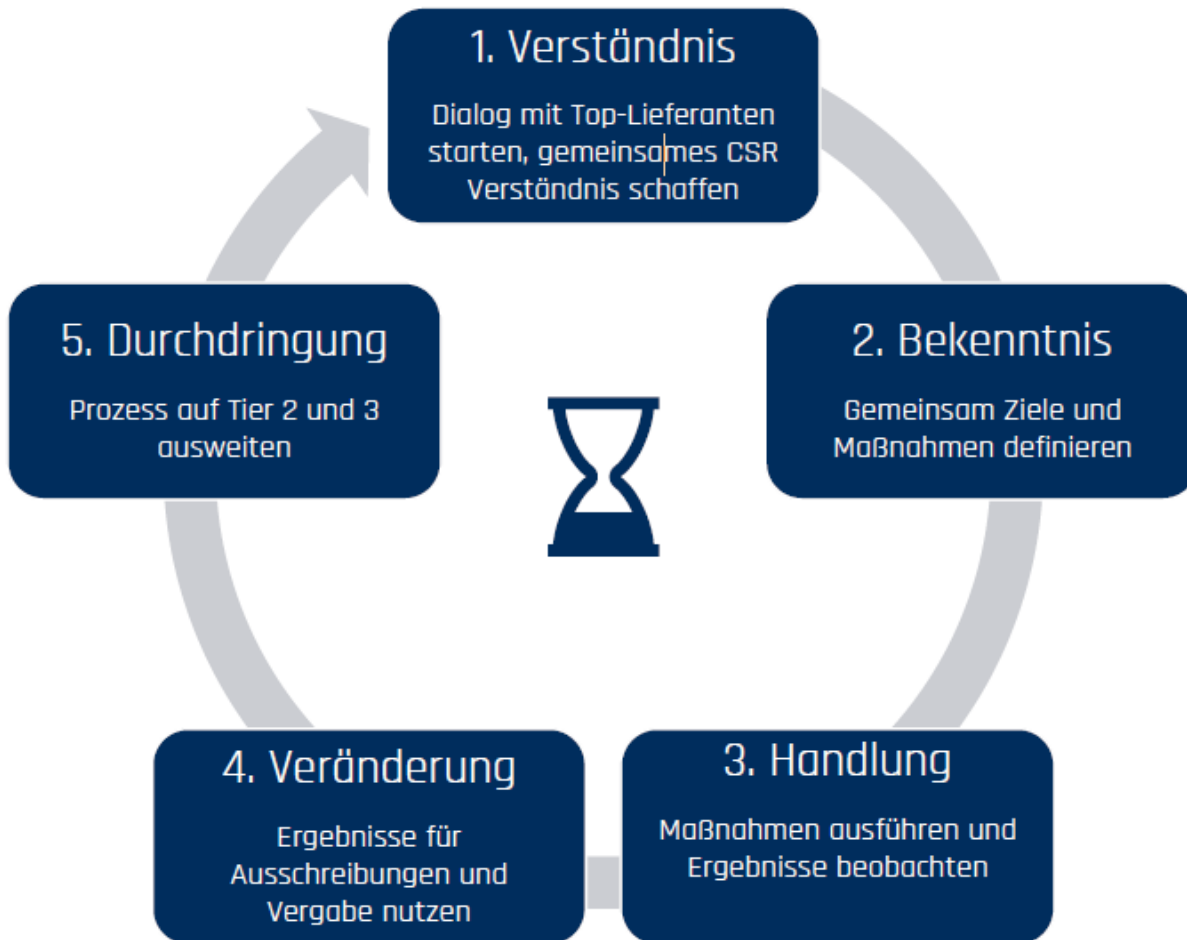 1. Verständnis
Dialog mit Top-Lieferanten
starten, gemeinsames CSR
Verständnis schaffen
2. Bekenntnis
Gemeinsam Ziele und
Maßnahmen definieren
3. Handlung
Maßnahmen ausführen und
Ergebnisse beobachten
4. Veränderung
Ergebnisse für
Ausschreibungen und
Vergabe nutzen
5. Durchdringung
Prozess auf Tier 2 und 3
ausweiten